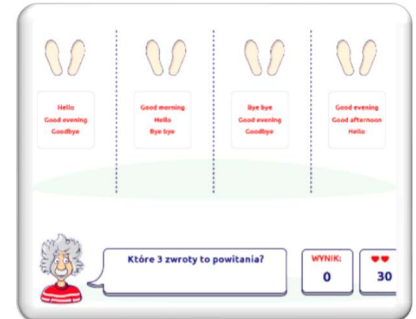 Hello
Good evening
Goodbye
Good morning
Hello
Bye bye
Bye bye
Good evening
Goodbye
Good evening
Good afternoon
Hello
Które 3 zwroty to powitania?
WYNIK:
0
30